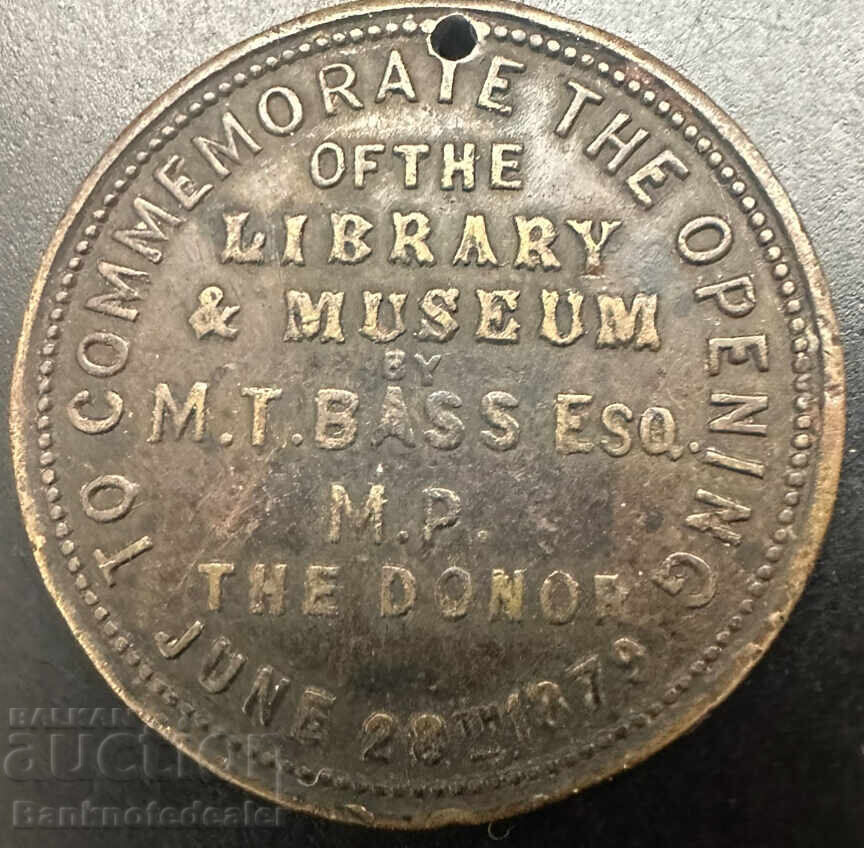 TO COMMEMORATE THE OPENING
OF THE
LIBRARY
& MUSEUM
BY
M.T. BASS ESQ.
M.P.
THE DONOR
JUNE 28TH 1879
BALKAN
auction
Banknotedealer